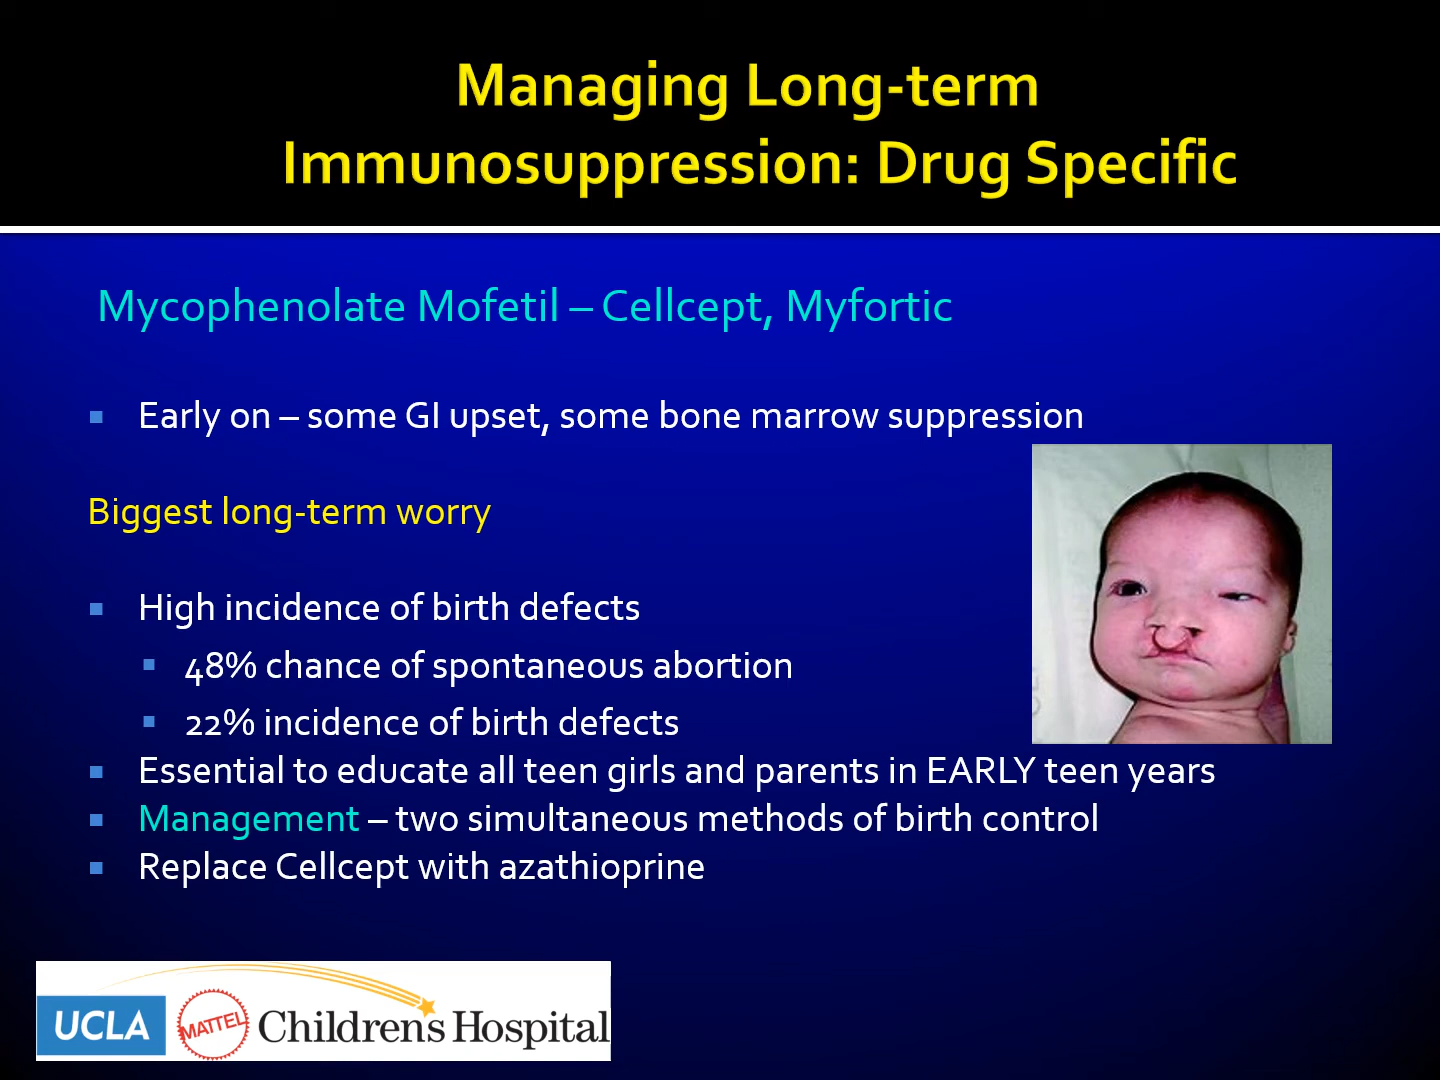 Managing Long-term
Immunosuppression: Drug Specific
Mycophenolate Mofetil – Cellcept, Myfortic
Early on – some GI upset, some bone marrow suppression
Biggest long-term worry
High incidence of birth defects
48% chance of spontaneous abortion
22% incidence of birth defects
Essential to educate all teen girls and parents in EARLY teen years
Management – two simultaneous methods of birth control
Replace Cellcept with azathioprine
UCLA MATTEL Children's Hospital